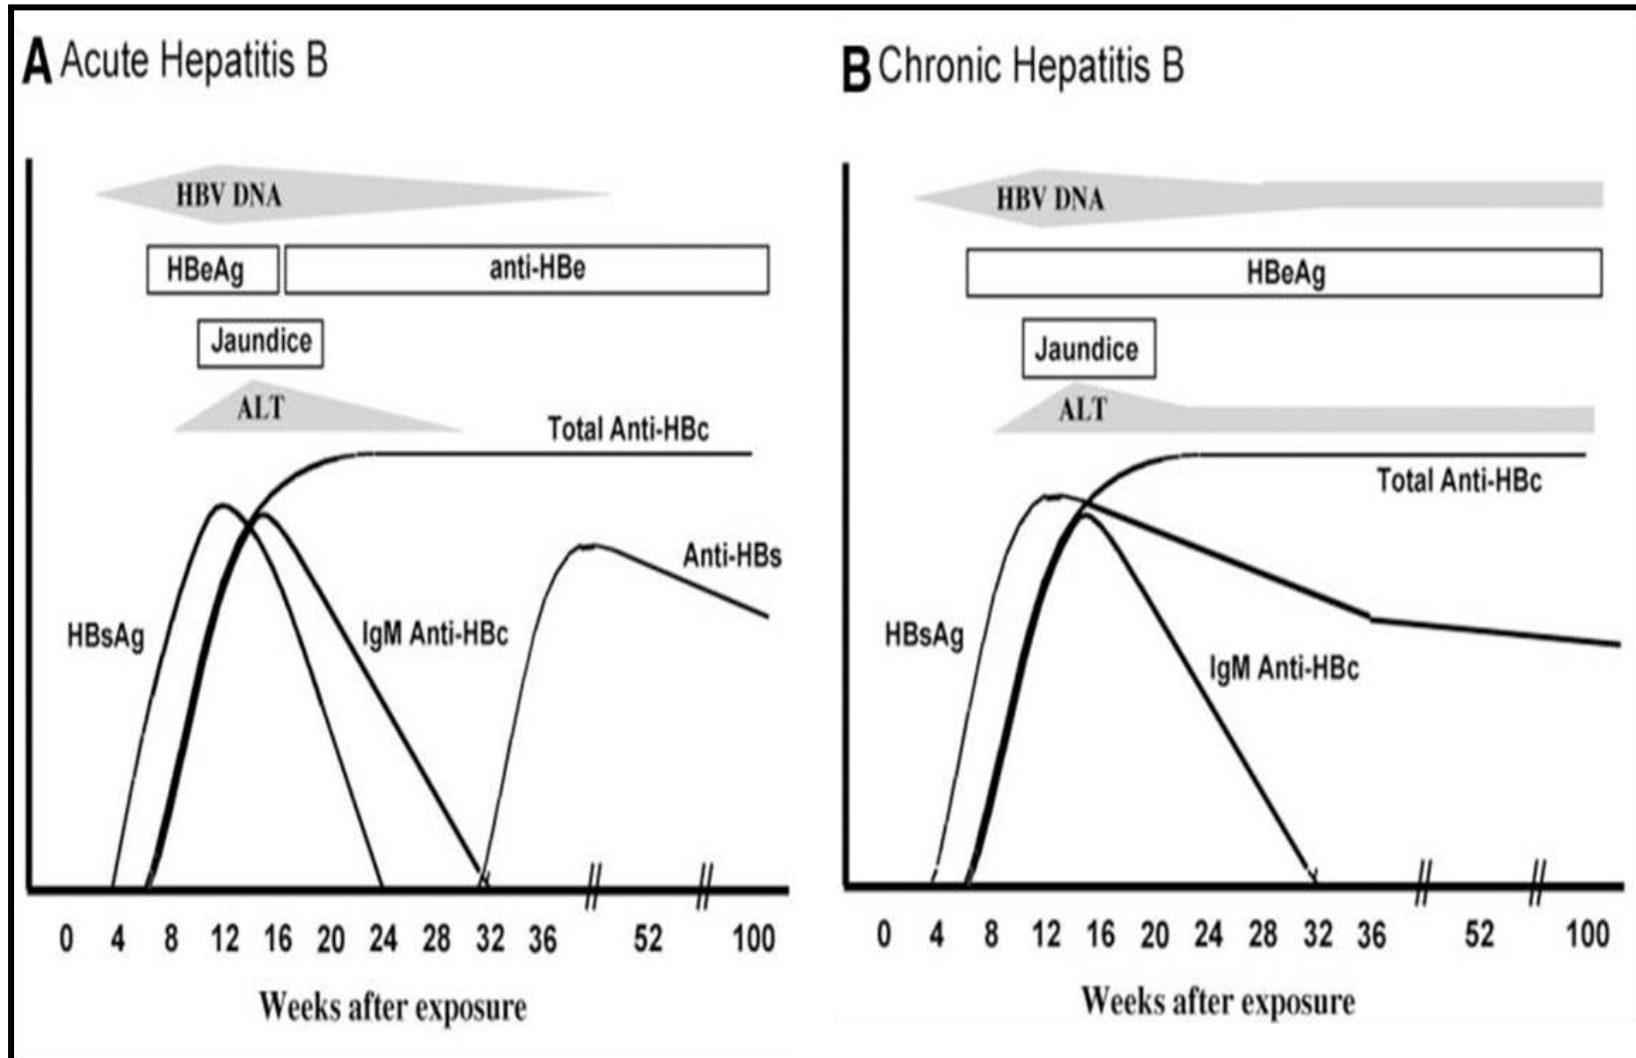 A Acute Hepatitis B
HBV DNA
HBeAg
anti-HBe
Jaundice
ALT
Total Anti-HBc
Anti-HBs
HBsAg
IgM Anti-HBc
0 4 8 12 16 20 24 28 32 36 52 100
Weeks after exposure
B Chronic Hepatitis B
HBV DNA
HBeAg
Jaundice
ALT
Total Anti-HBc
HBsAg
IgM Anti-HBc
0 4 8 12 16 20 24 28 32 36 52 100
Weeks after exposure